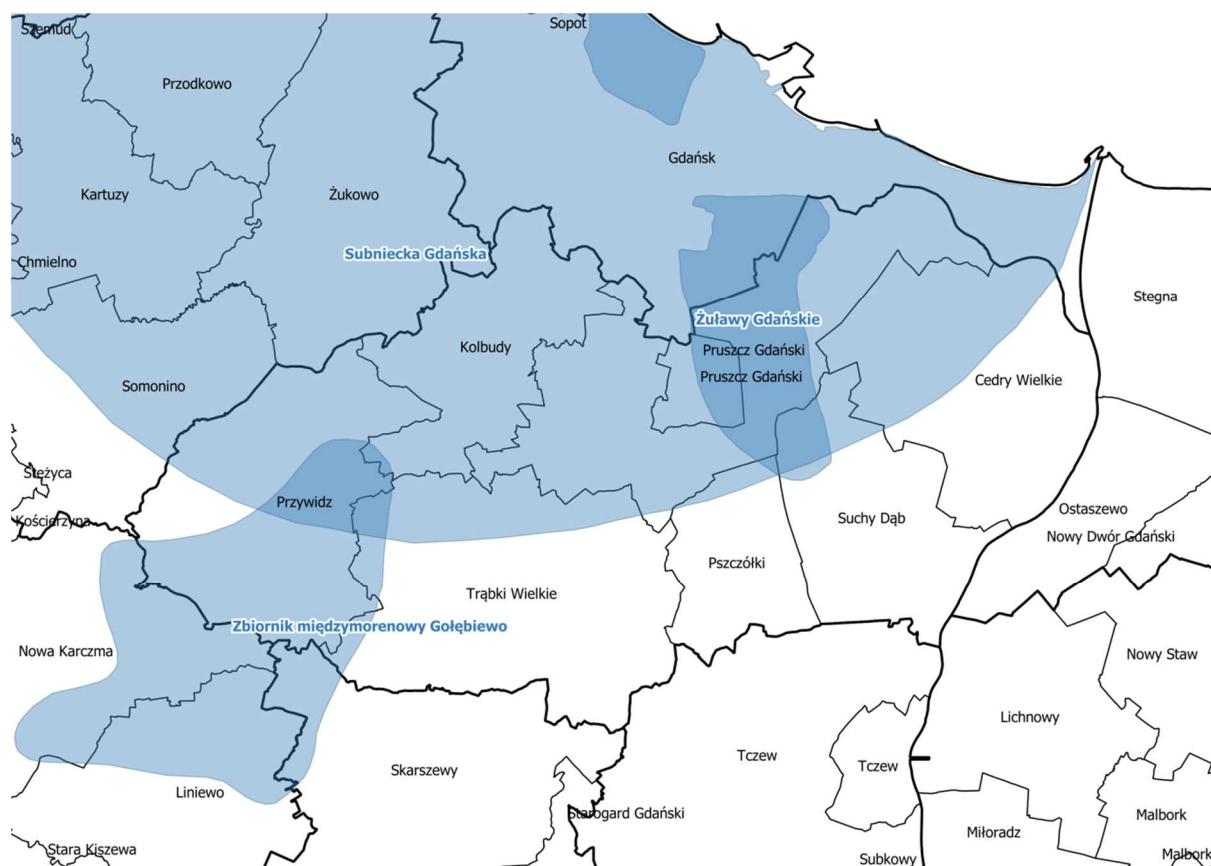 Szemud
Sopot
Przodkowo
Gdańsk
Kartuzy
Żukowo
Chmielno
Subniecka Gdańska
Stegna
Żuławy Gdańskie
Kolbudy
Pruszcz Gdański
Pruszcz Gdański
Somonino
Cedry Wielkie
Stężyca
Przywidz
Kościerzyna
Ostaszewo
Suchy Dąb
Nowy Dwór Gdański
Pszczółki
Trąbki Wielkie
Zbiornik międzymorenowy Gołębiewo
Nowa Karczma
Nowy Staw
Lichnowy
Tczew
Tczew
Skarszewy
Liniewo
Starogard Gdański
Malbork
Miłoradz
Stara Kiszewa
Malbork
Subkowy